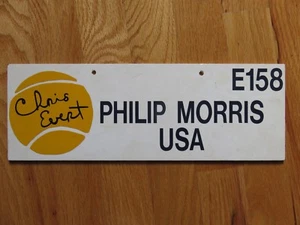 E158
Chris
Evert
PHILIP MORRIS
USA